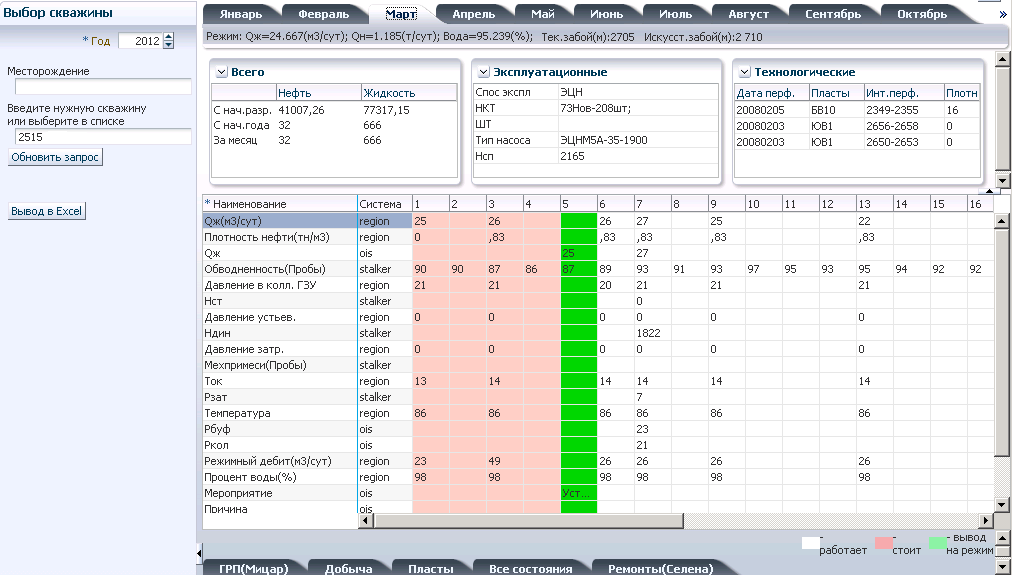 Выбор скважины
* Год 2012
Месторождение
Введите нужную скважину
или выберите в списке
2515
Обновить запрос
Вывод в Excel
Январь Февраль Март Апрель Май Июнь Июль Август Сентябрь Октябрь »
Режим: Qж=24.667(м3/сут); Qн=1.185(т/сут); Вода=95.239(%); Тек.забой(м):2705 Искусст.забой(м):2 710
Всего
Нефть Жидкость
С нач.разр. 41007,26 77317,15
С нач.года 32 666
За месяц 32 666
Эксплуатационные
Спос экспл ЭЦН
НКТ 73Нов-208шт;
ШТ
Тип насоса ЭЦНМ5А-35-1900
Нсп 2165
Технологические
Дата перф. Пласты Инт.перф. Плотн
20080205 БВ10 2349-2355 16
20080203 ЮВ1 2656-2658 0
20080203 ЮВ1 2650-2653 0
* Наименование Система 1 2 3 4 5 6 7 8 9 10 11 12 13 14 15 16
Qж(м3/сут) region 25 26 26 27 25 22
Плотность нефти(тн/м3) region 0 ,83 ,83 ,83 ,83 ,83
Qж ois 25 27
Обводненность(Пробы) stalker 90 90 87 86 87 89 93 91 93 97 95 93 95 94 92 92
Давление в колл. ГЗУ region 21 21 20 21 21 21
Нст stalker 0
Давление устьев. region 0 0 0 0 0 0
Ндин stalker 1822
Давление затр. region 0 0 0 0 0 0
Мехпримеси(Пробы) stalker
Ток region 13 14 14 14 14 14
Рзат stalker 7
Температура region 86 86 86 86 86 86
Рбуф ois 23
Ркол ois 21
Режимный дебит(м3/сут) region 23 49 26 26 26 26
Процент воды(%) region 98 98 98 98 98 98
Мероприятие ois Уст...
Причина ois
- работает - стоит - вывод на режим
ГРП(Мицар) Добыча Пласты Все состояния Ремонты(Селена)